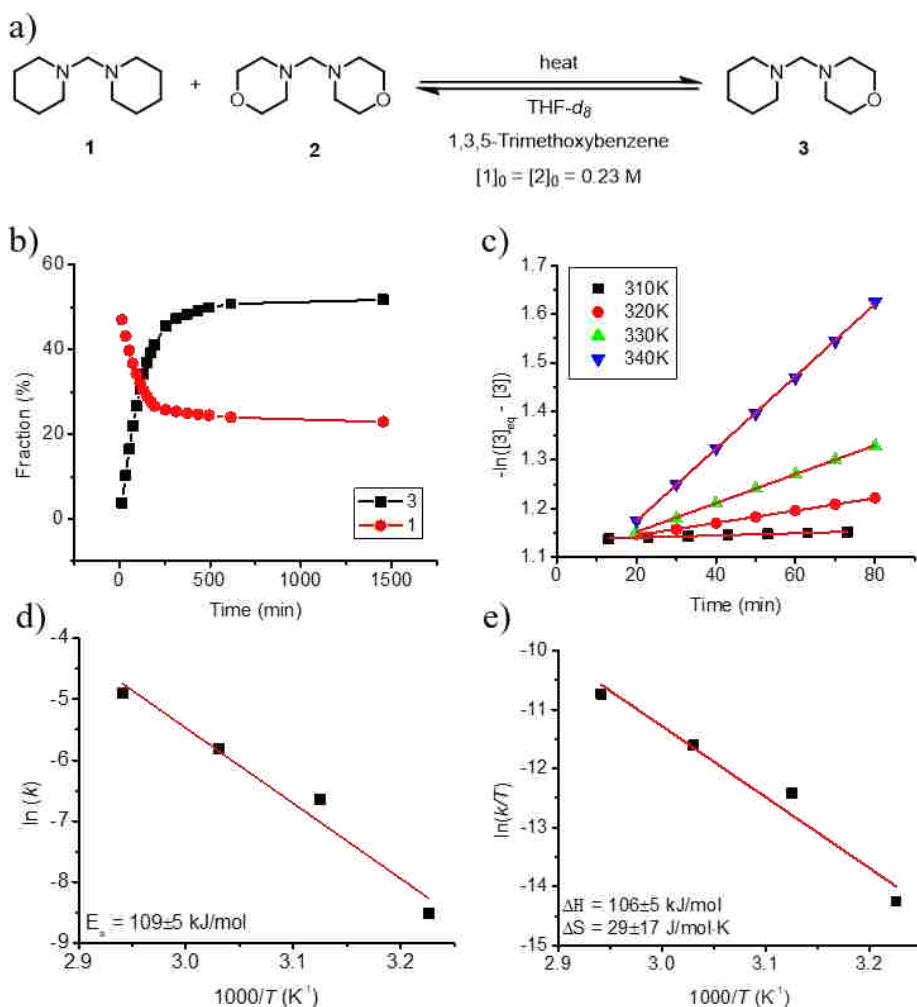 a)
N
N
1
+
N
N
O
O
2
heat
THF-d8
1,3,5-Trimethoxybenzene
[1]0 = [2]0 = 0.23 M
N
N
O
3
b)
60
40
20
0
Fraction (%)
3
1
0
500
1000
1500
Time (min)
c)
1.7
1.6
1.5
1.4
1.3
1.2
1.1
-ln([3]eq - [3])
310K
320K
330K
340K
0
20
40
60
80
Time (min)
d)
-4
-5
-6
-7
-8
-9
ln (k)
Ea = 109±5 kJ/mol
2.9
3.0
3.1
3.2
1000/T (K-1)
e)
-10
-11
-12
-13
-14
-15
ln(k/T)
ΔH = 106±5 kJ/mol
ΔS = 29±17 J/mol·K
2.9
3.0
3.1
3.2
1000/T (K-1)